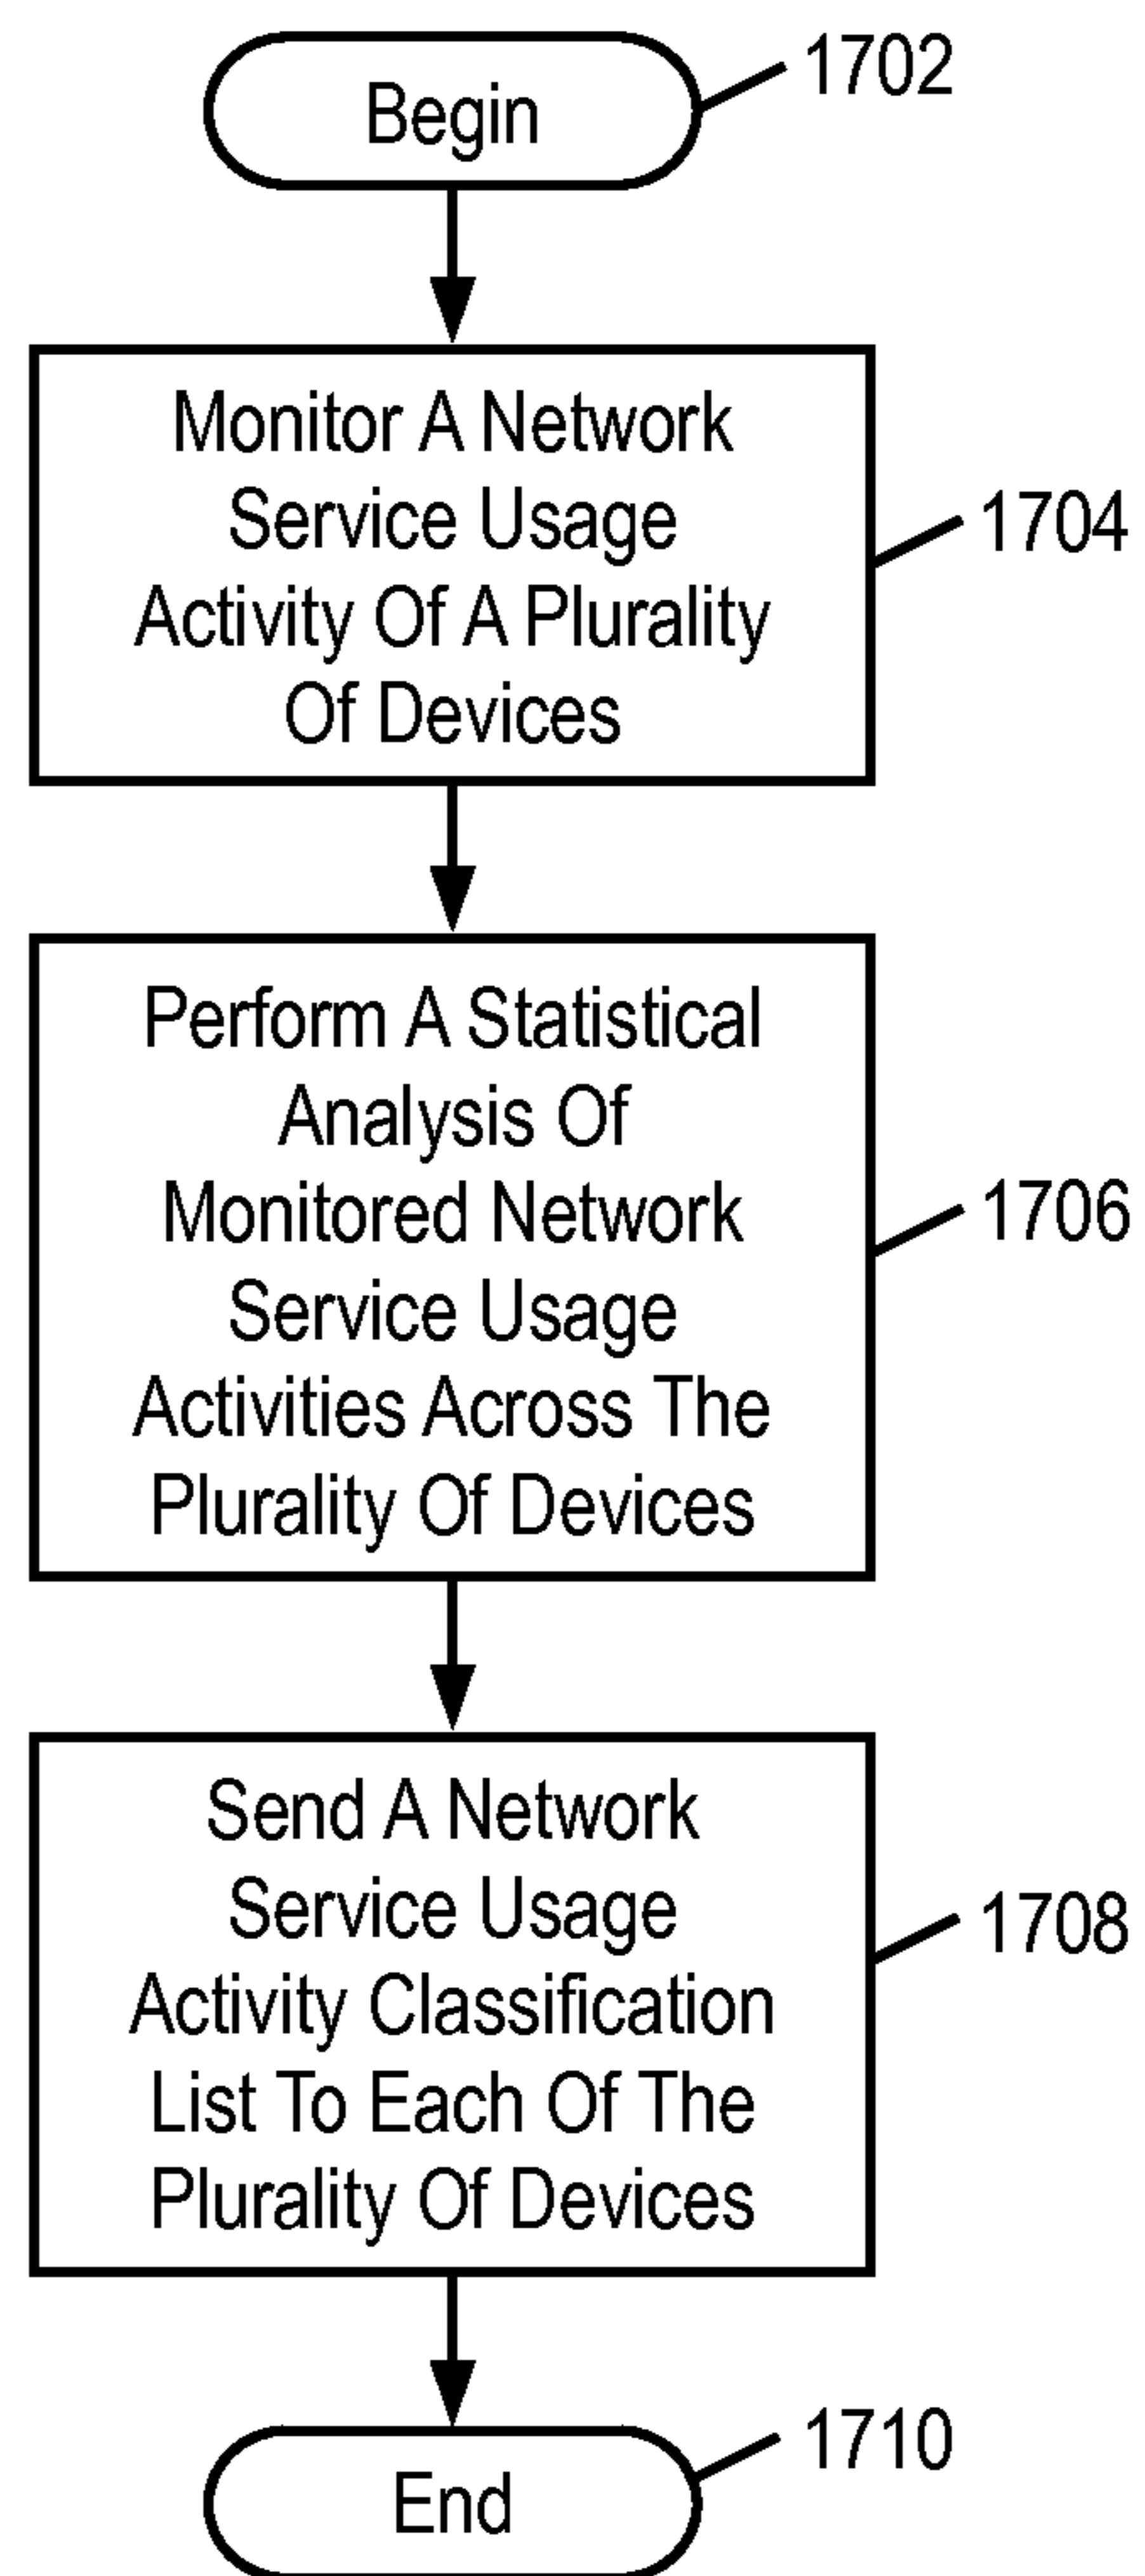 Begin
1702
Monitor A Network
Service Usage
Activity Of A Plurality
Of Devices
1704
Perform A Statistical
Analysis Of
Monitored Network
Service Usage
Activities Across The
Plurality Of Devices
1706
Send A Network
Service Usage
Activity Classification
List To Each Of The
Plurality Of Devices
1708
End
1710